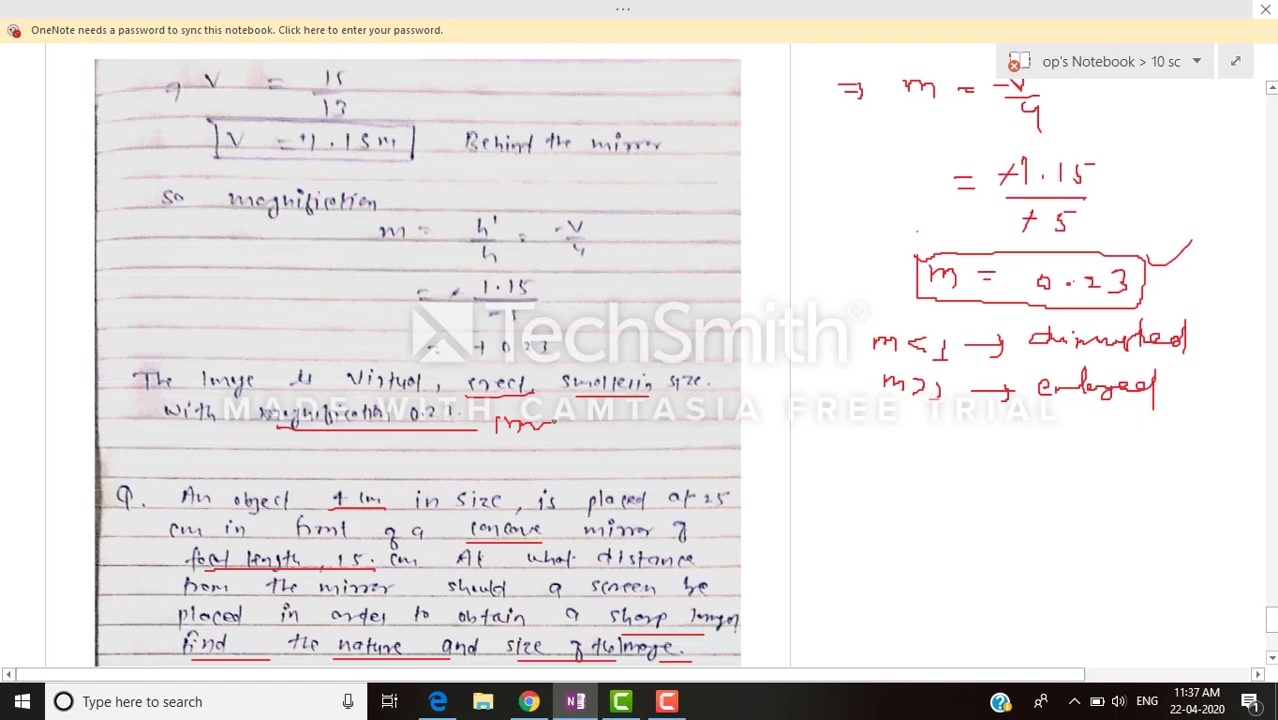 OneNote needs a password to sync this notebook. Click here to enter your password.
op's Notebook > 10 sc
V = 15
13
V = +1.15m Behind the mirror
So magnification
m = h' = -V
h u
= - 1.15
-5
= + 0.23
The Image is Virtual, erect, smaller in size.
With magnification 0.23.
Q. An object 4 cm in size, is placed at 25
cm in front of a concave mirror of
focal length, 15. cm At what distance
from the mirror should a screen be
placed in order to obtain a sharp Image,
Find the nature and size of the Image.
⇒ m = -V
u
= -1.15
-5
m = 0.23
m < 1 → diminished
m > 1 → enlarged
TechSmith®
MADE WITH CAMTASIA FREE TRIAL
Type here to search
ENG
11:37 AM
22-04-2020
1